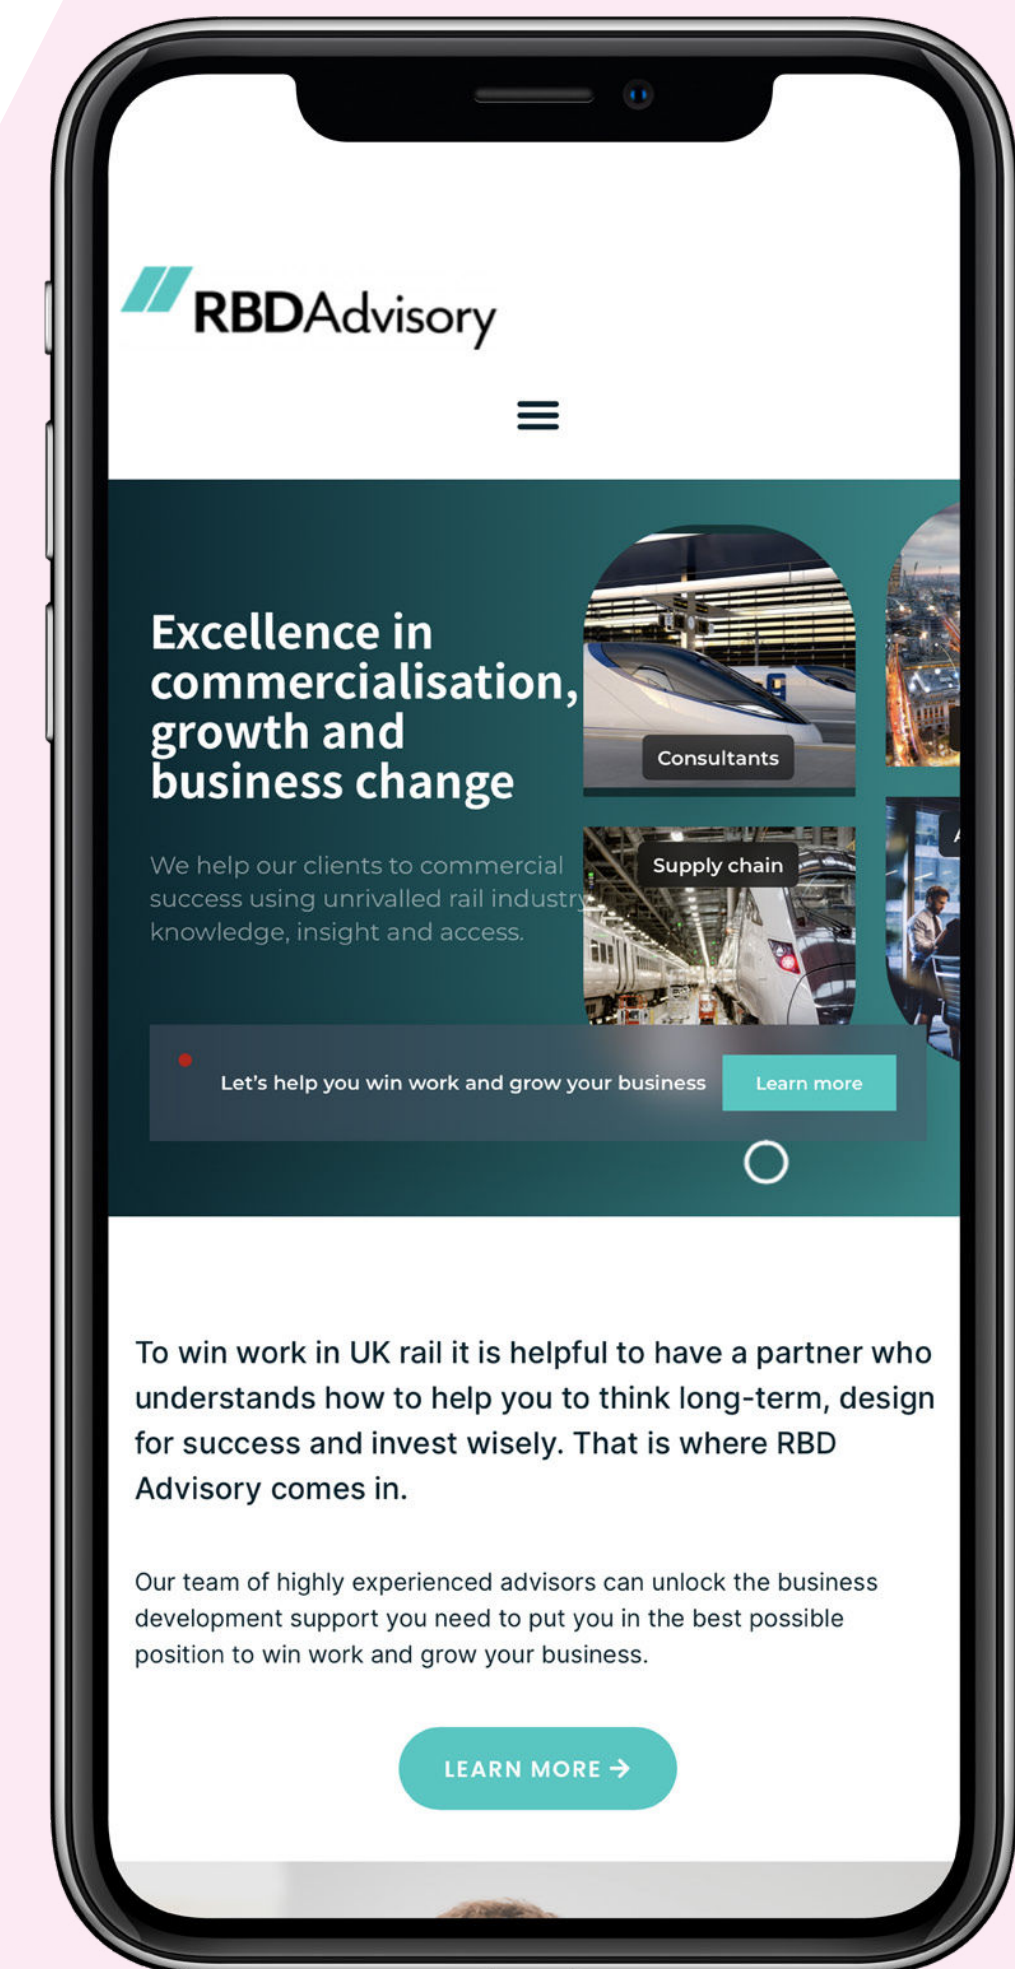 RBDAdvisory
Excellence in
commercialisation,
growth and
business change
We help our clients to commercial
success using unrivalled rail industry
knowledge, insight and access.
Consultants
Supply chain
Let's help you win work and grow your business
Learn more
To win work in UK rail it is helpful to have a partner who
understands how to help you to think long-term, design
for success and invest wisely. That is where RBD
Advisory comes in.
Our team of highly experienced advisors can unlock the business
development support you need to put you in the best possible
position to win work and grow your business.
LEARN MORE →